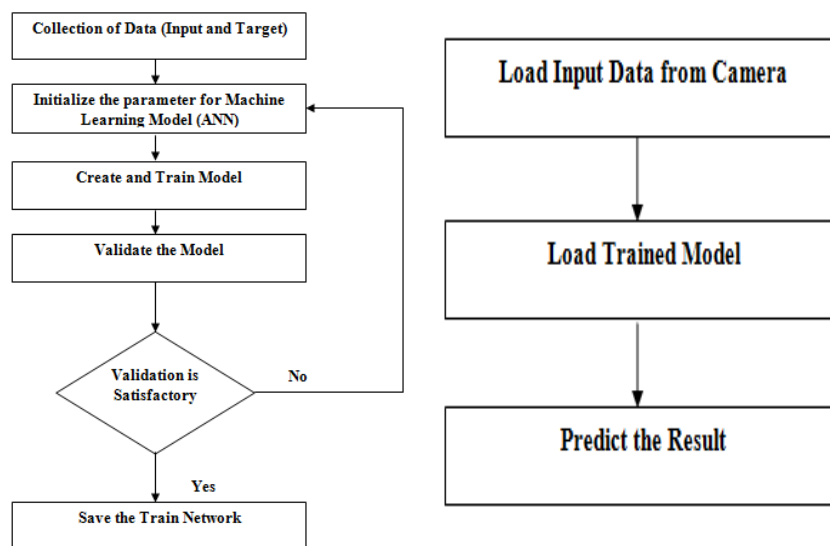 Collection of Data (Input and Target)
Initialize the parameter for Machine
Learning Model (ANN)
Create and Train Model
Validate the Model
Validation is
Satisfactory
No
Yes
Save the Train Network
Load Input Data from Camera
Load Trained Model
Predict the Result